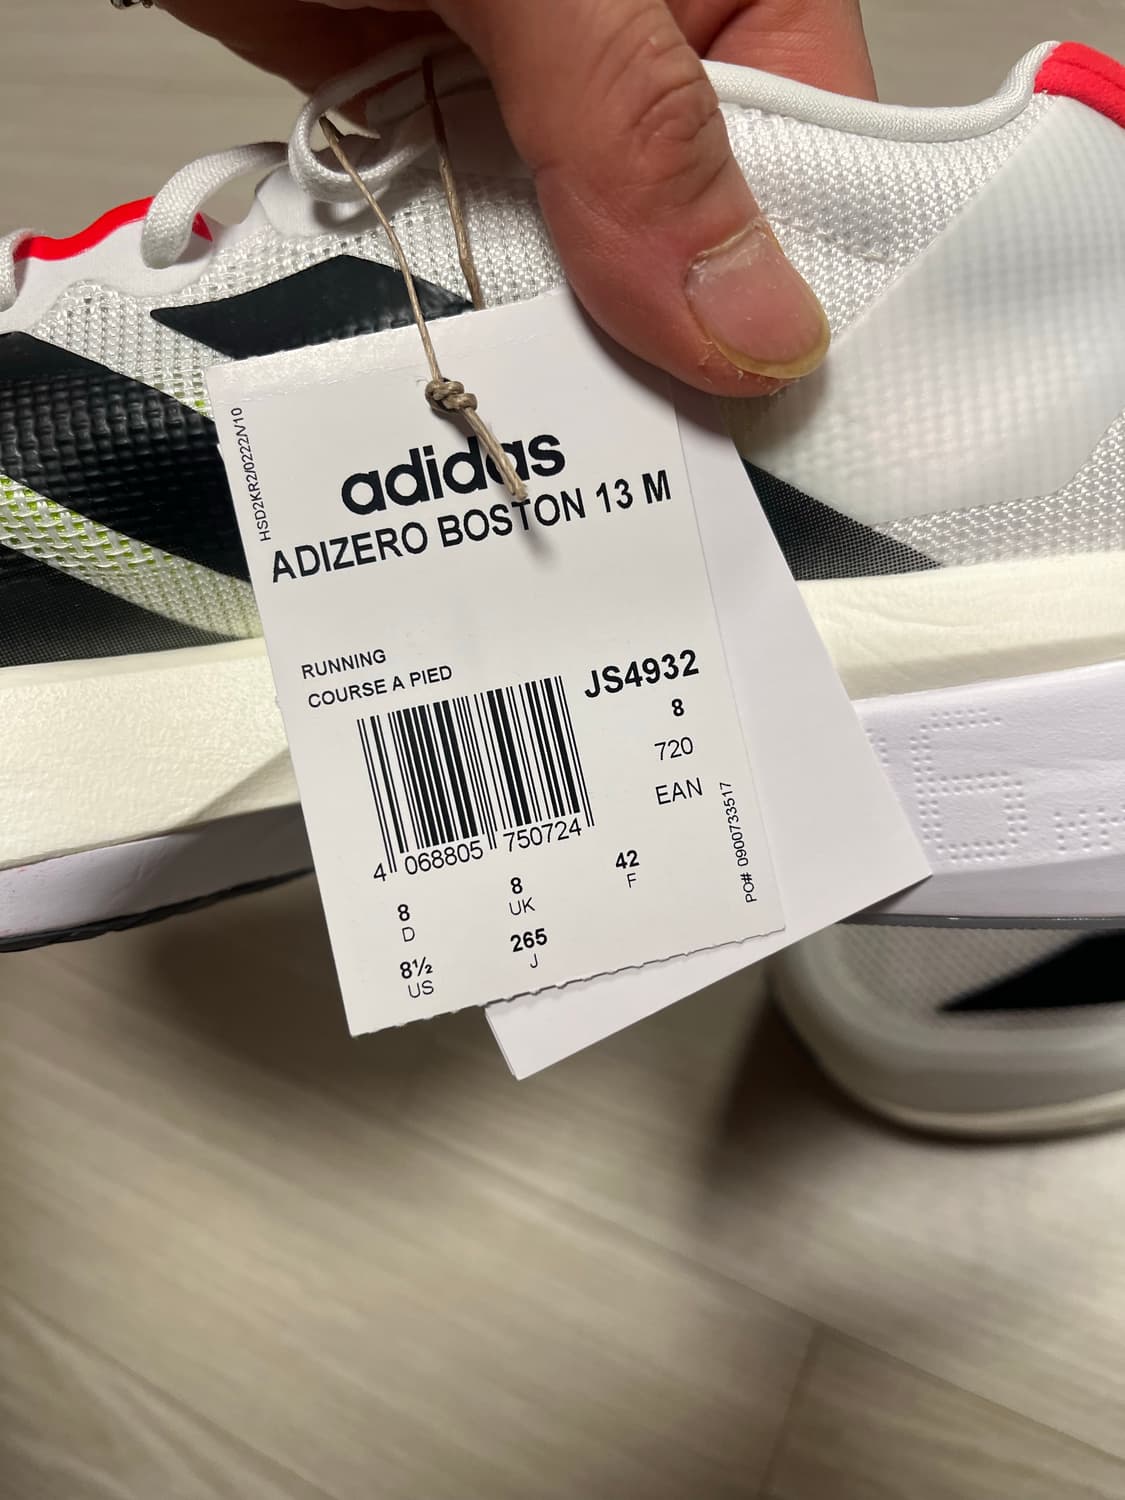 HSD2KR2/0222/V10
adidas
ADIZERO BOSTON 13 M
RUNNING
COURSE A PIED
JS4932
8
720
EAN
4 068805 750724
PO# 0900733517
8
D
8
UK
42
F
8½
US
265
J